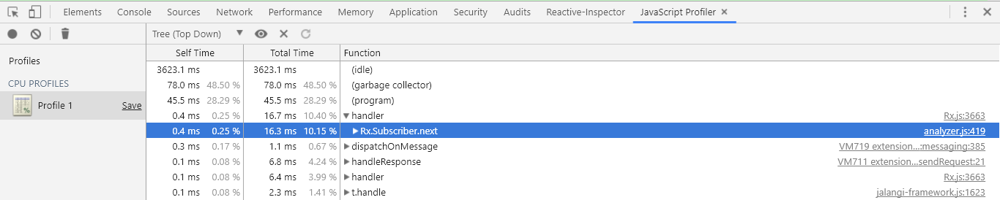 Elements Console Sources Network Performance Memory Application Security Audits Reactive-Inspector JavaScript Profiler
Tree (Top Down)
Profiles
CPU PROFILES
Profile 1 Save
Self Time Total Time Function
3623.1 ms 3623.1 ms (idle)
78.0 ms 48.50 % 78.0 ms 48.50 % (garbage collector)
45.5 ms 28.29 % 45.5 ms 28.29 % (program)
0.4 ms 0.25 % 16.7 ms 10.40 % handler Rx.js:3663
0.4 ms 0.25 % 16.3 ms 10.15 % Rx.Subscriber.next analyzer.js:419
0.3 ms 0.17 % 1.1 ms 0.67 % dispatchOnMessage VM719 extension...:messaging:385
0.1 ms 0.08 % 6.8 ms 4.24 % handleResponse VM711 extension...sendRequest:21
0.1 ms 0.08 % 6.4 ms 3.99 % handler Rx.js:3663
0.1 ms 0.08 % 2.3 ms 1.41 % t.handle jalangi-framework.js:1623